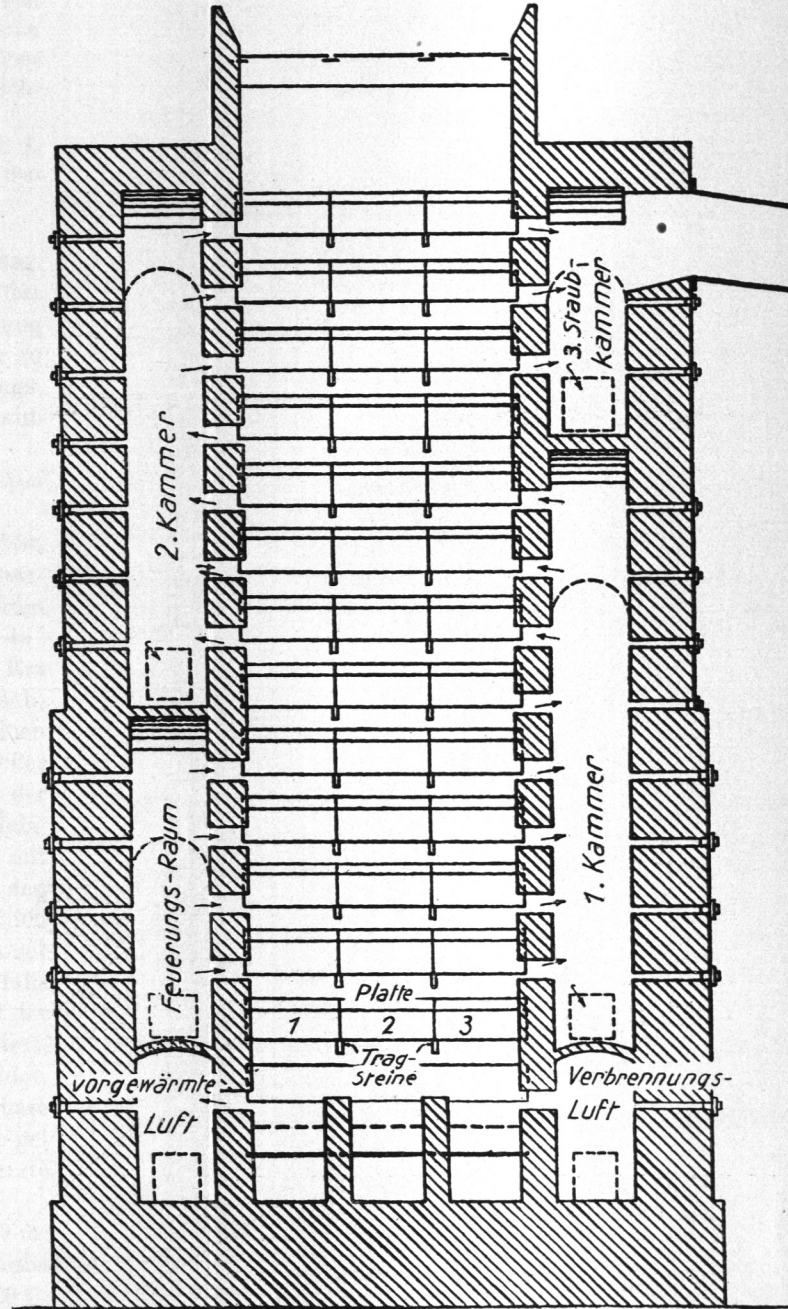 3. Staub-
kammer
2. Kammer
1. Kammer
Feuerungs-Raum
Platte
1 2 3
Trag-
steine
vorgewärmte
Luft
Verbrennungs-
Luft